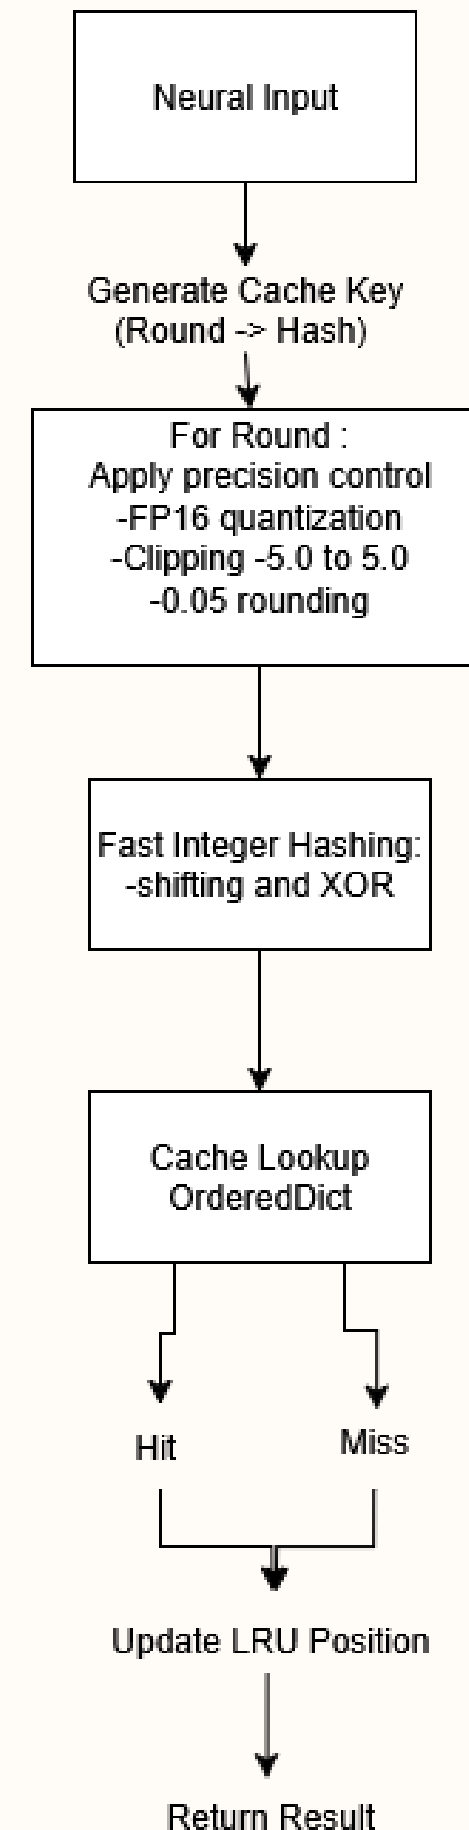 Neural Input
Generate Cache Key
(Round -> Hash)
For Round :
Apply precision control
-FP16 quantization
-Clipping -5.0 to 5.0
-0.05 rounding
Fast Integer Hashing:
-shifting and XOR
Cache Lookup
OrderedDict
Hit
Miss
Update LRU Position
Return Result